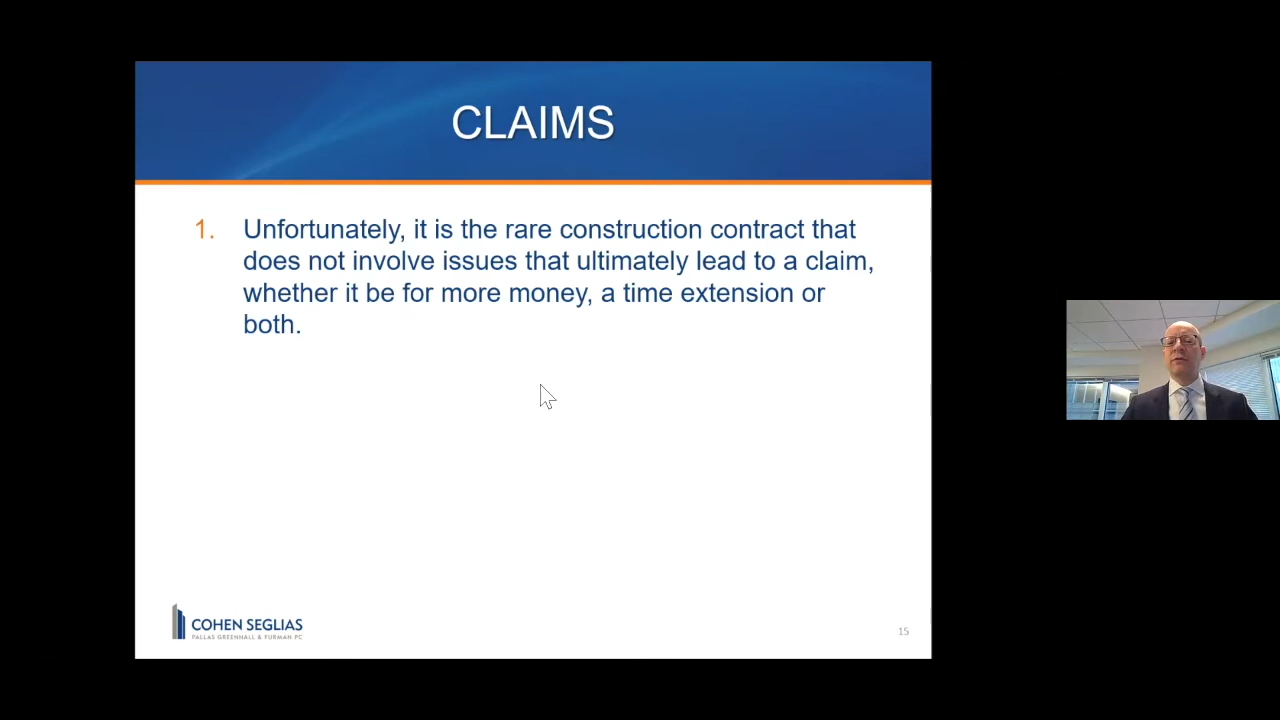 CLAIMS
1. Unfortunately, it is the rare construction contract that
does not involve issues that ultimately lead to a claim,
whether it be for more money, a time extension or
both.
COHEN SEGLIAS
PALLAS GREENHALL & FURMAN PC
15